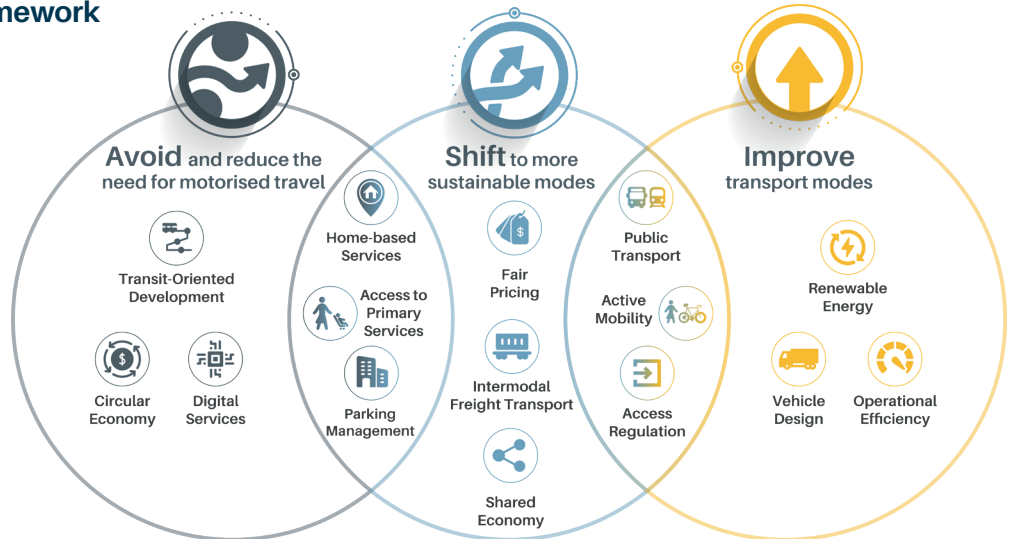 Avoid and reduce the
need for motorised travel
Transit-Oriented
Development
Circular
Economy
Digital
Services
Home-based
Services
Access to
Primary
Services
Parking
Management
Shift to more
sustainable modes
Fair
Pricing
Intermodal
Freight Transport
Shared
Economy
Public
Transport
Active
Mobility
Access
Regulation
Improve
transport modes
Renewable
Energy
Vehicle
Design
Operational
Efficiency